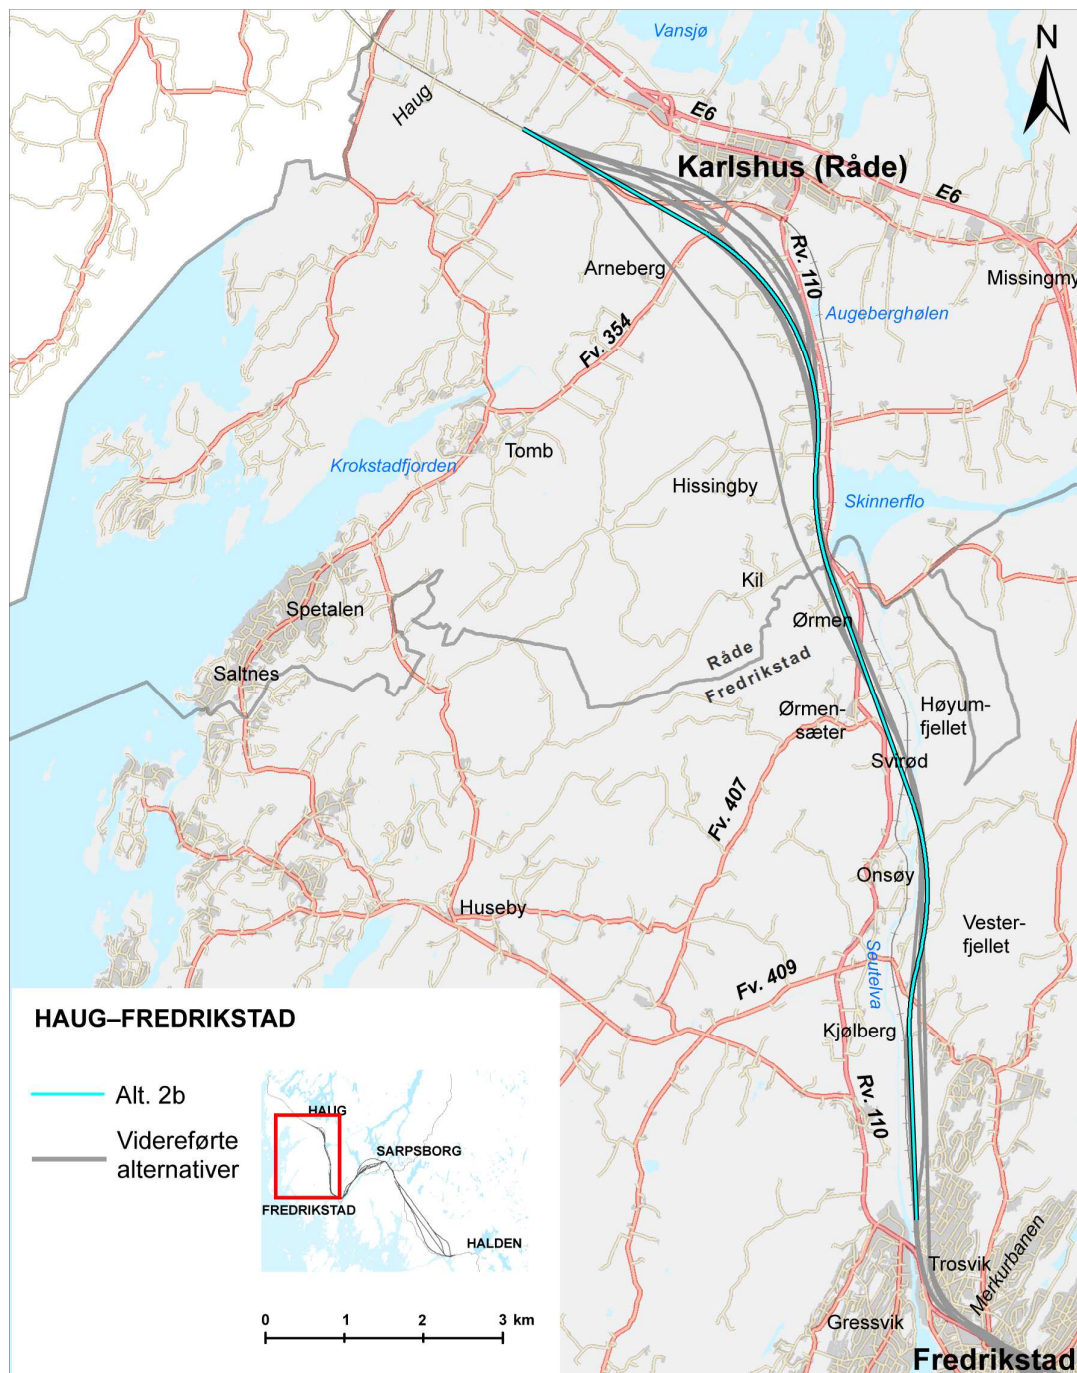 Vansjø
N
Haug
E6
Karlshus (Råde)
E6
Rv. 110
Arneberg
Missingmy
Augeberghølen
Fv. 354
Tomb
Krokstadfjorden
Hissingby
Skinnerflo
Kil
Spetalen
Ørmen
Råde
Fredrikstad
Saltnes
Ørmen-
sæter
Høyum-
fjellet
Svirød
Fv. 407
Onsøy
Huseby
Vester-
fjellet
Seutelva
Fv. 409
Kjølberg
Rv. 110
Trosvik
Merkurbanen
Gressvik
Fredrikstad
HAUG–FREDRIKSTAD
Alt. 2b
Videreførte
alternativer
HAUG
SARPSBORG
FREDRIKSTAD
HALDEN
0 1 2 3 km